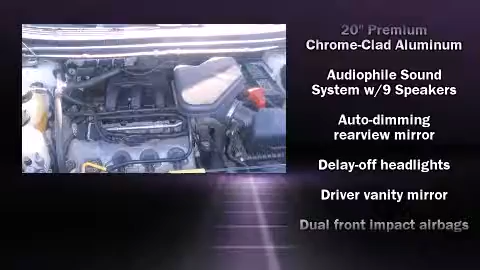 20" Premium
Chrome-Clad Aluminum
Audiophile Sound
System w/9 Speakers
Auto-dimming
rearview mirror
Delay-off headlights
Driver vanity mirror
Dual front impact airbags